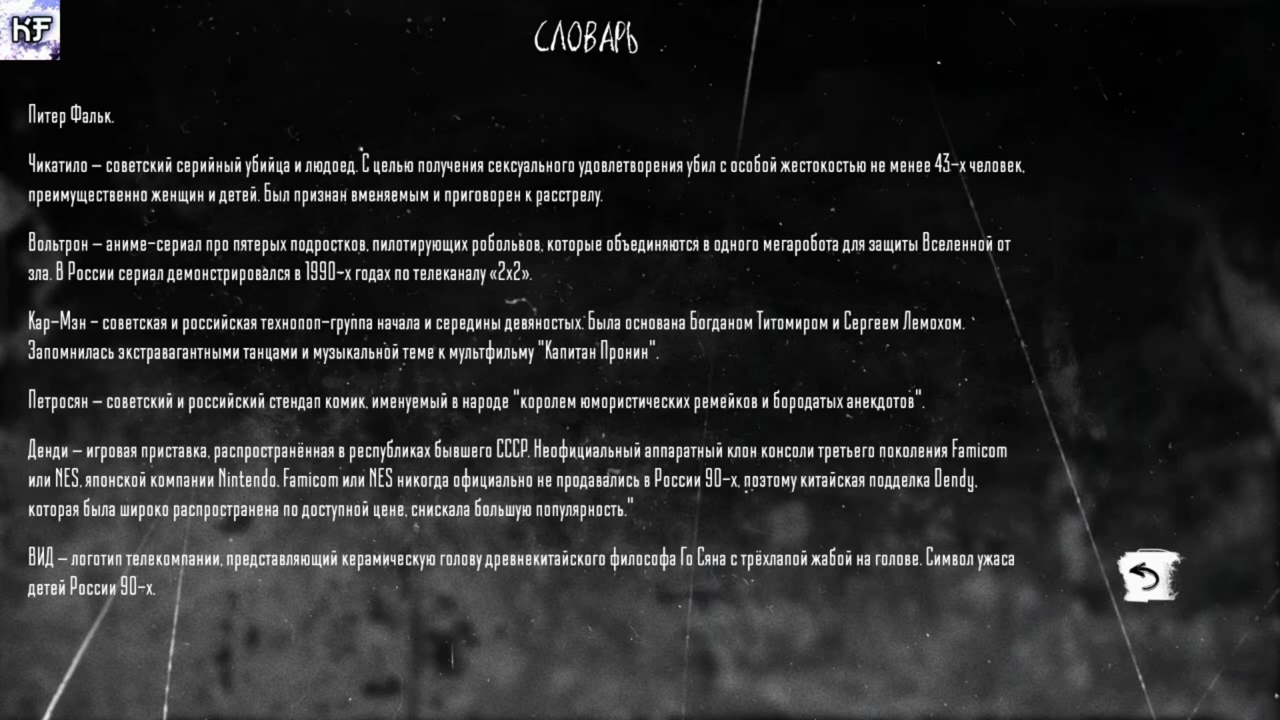 KF
СЛОВАРЬ
Питер Фальк.
Чикатило – советский серийный убийца и людоед. С целью получения сексуального удовлетворения убил с особой жестокостью не менее 43-х человек,
преимущественно женщин и детей. Был признан вменяемым и приговорен к расстрелу.
Вольтрон – аниме-сериал про пятерых подростков, пилотирующих робольвов, которые объединяются в одного мегаробота для защиты Вселенной от
зла. В России сериал демонстрировался в 1990-х годах по телеканалу «2х2».
Кар-Мэн – советская и российская технопоп-группа начала и середины девяностых. Была основана Богданом Титомиром и Сергеем Лемохом.
Запомнилась экстравагантными танцами и музыкальной теме к мультфильму "Капитан Пронин".
Петросян – советский и российский стендап комик, именуемый в народе "королем юмористических ремейков и бородатых анекдотов".
Денди – игровая приставка, распространённая в республиках бывшего СССР. Неофициальный аппаратный клон консоли третьего поколения Famicom
или NES, японской компании Nintendo. Famicom или NES никогда официально не продавались в России 90-х, поэтому китайская подделка Dendy,
которая была широко распространена по доступной цене, снискала большую популярность."
ВИД – логотип телекомпании, представляющий керамическую голову древнекитайского философа Го Сяна с трёхлапой жабой на голове. Символ ужаса
детей России 90-х.